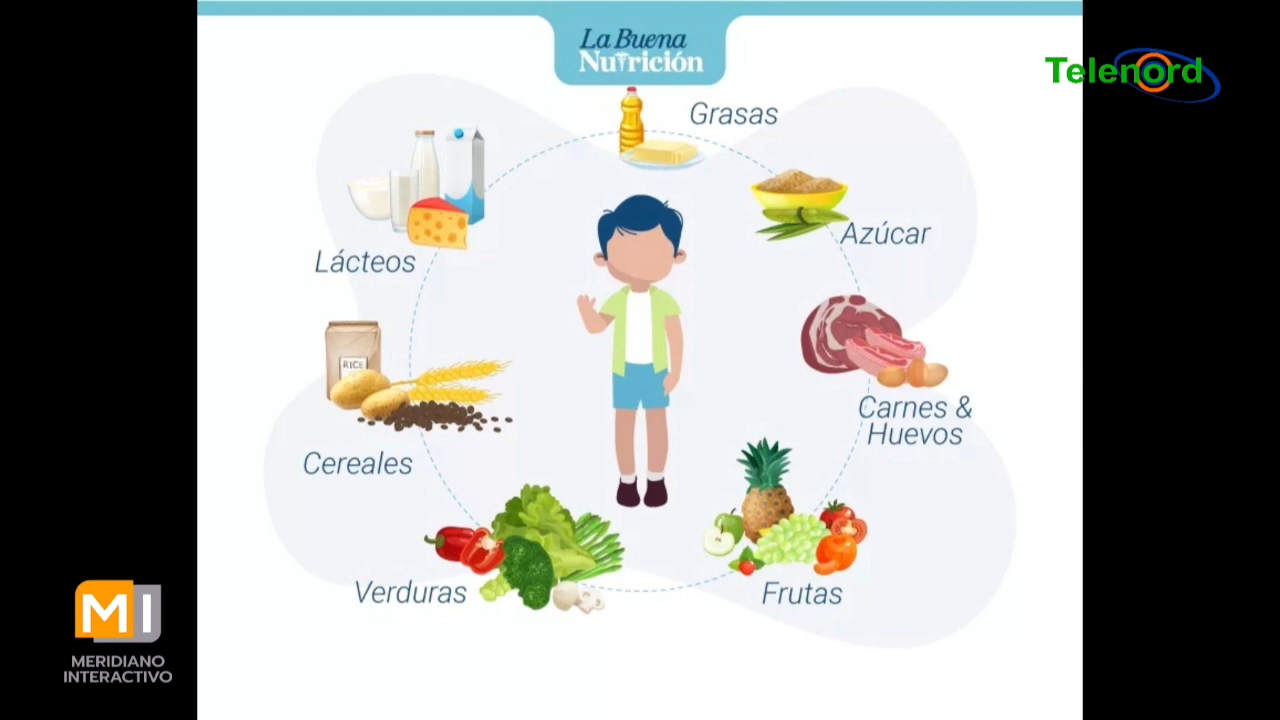 La Buena
Nutrición
Telenord
Grasas
Azúcar
Lácteos
RICE
Carnes &
Huevos
Cereales
Verduras
Frutas
MI
MERIDIANO
INTERACTIVO